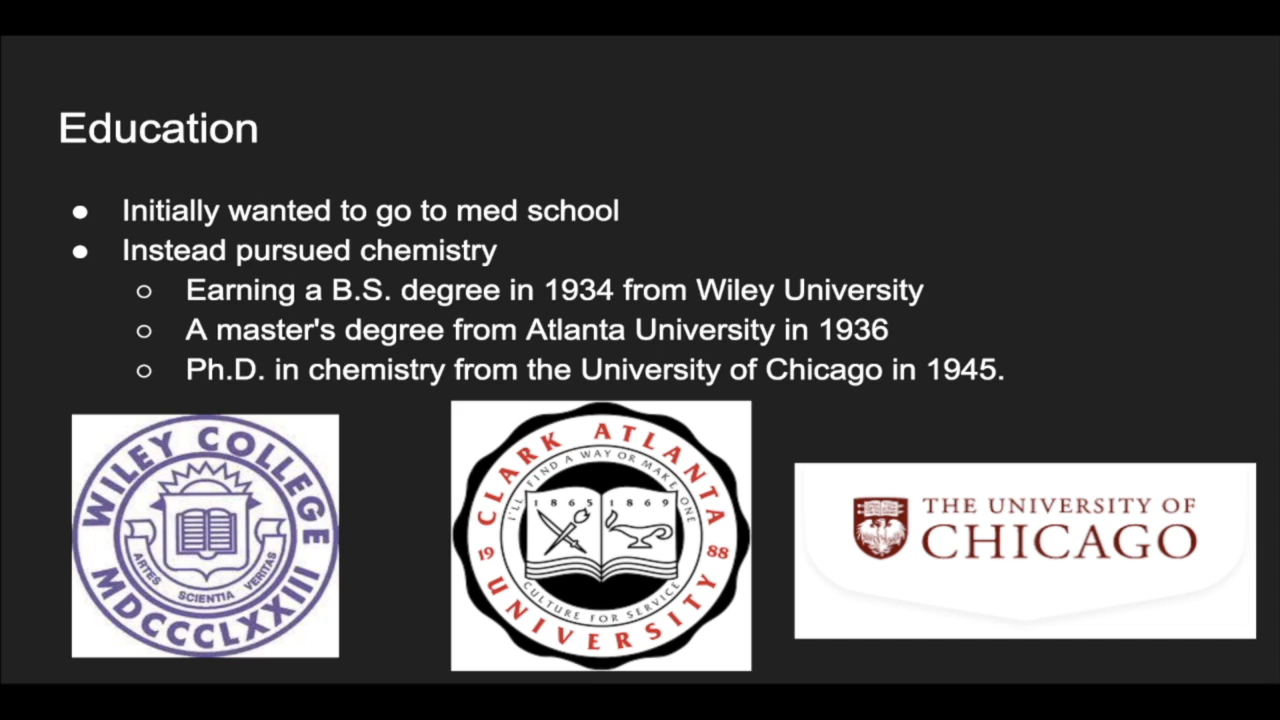 Education
● Initially wanted to go to med school
● Instead pursued chemistry
○ Earning a B.S. degree in 1934 from Wiley University
○ A master's degree from Atlanta University in 1936
○ Ph.D. in chemistry from the University of Chicago in 1945.
WILEY COLLEGE
ARTES SCIENTIA VERITAS
MDCCCLXXIII
CLARK ATLANTA
I'LL FIND A WAY OR MAKE ONE
1865 1869
19 88
CULTURE FOR SERVICE
UNIVERSITY
THE UNIVERSITY OF
CHICAGO